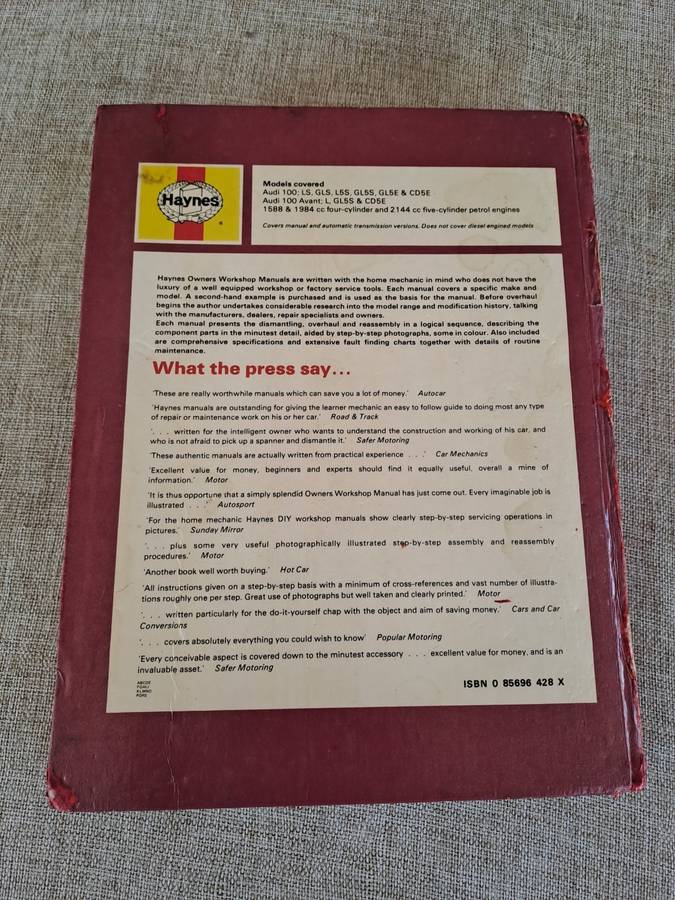 Haynes
®
Models covered
Audi 100; LS, GLS, L5S, GL5S, GL5E & CD5E
Audi 100 Avant; L, GL5S & CD5E
1588 & 1984 cc four-cylinder and 2144 cc five-cylinder petrol engines
Covers manual and automatic transmission versions. Does not cover diesel engined models
Haynes Owners Workshop Manuals are written with the home mechanic in mind who does not have the
luxury of a well equipped workshop or factory service tools. Each manual covers a specific make and
model. A second-hand example is purchased and is used as the basis for the manual. Before overhaul
begins the author undertakes considerable research into the model range and modification history, talking
with the manufacturers, dealers, repair specialists and owners.
Each manual presents the dismantling, overhaul and reassembly in a logical sequence, describing the
component parts in the minutest detail, aided by step-by-step photographs, some in colour. Also included
are comprehensive specifications and extensive fault finding charts together with details of routine
maintenance.
What the press say...
'These are really worthwhile manuals which can save you a lot of money.' Autocar
'Haynes manuals are outstanding for giving the learner mechanic an easy to follow guide to doing most any type
of repair or maintenance work on his or her car.' Road & Track
'. . . written for the intelligent owner who wants to understand the construction and working of his car, and
who is not afraid to pick up a spanner and dismantle it.' Safer Motoring
'These authentic manuals are actually written from practical experience . . .' Car Mechanics
'Excellent value for money, beginners and experts should find it equally useful, overall a mine of
information.' Motor
'It is thus opportune that a simply splendid Owners Workshop Manual has just come out. Every imaginable job is
illustrated . . .' Autosport
'For the home mechanic Haynes DIY workshop manuals show clearly step-by-step servicing operations in
pictures.' Sunday Mirror
'. . . plus some very useful photographically illustrated step-by-step assembly and reassembly
procedures.' Motor
'Another book well worth buying.' Hot Car
'All instructions given on a step-by-step basis with a minimum of cross-references and vast number of illustra-
tions roughly one per step. Great use of photographs but well taken and clearly printed.' Motor
'. . . written particularly for the do-it-yourself chap with the object and aim of saving money.' Cars and Car
Conversions
'. . . covers absolutely everything you could wish to know' Popular Motoring
'Every conceivable aspect is covered down to the minutest accessory . . . excellent value for money, and is an
invaluable asset.' Safer Motoring
ABCDE
FGHIJ
KLMNO
PQRS
ISBN 0 85696 428 X